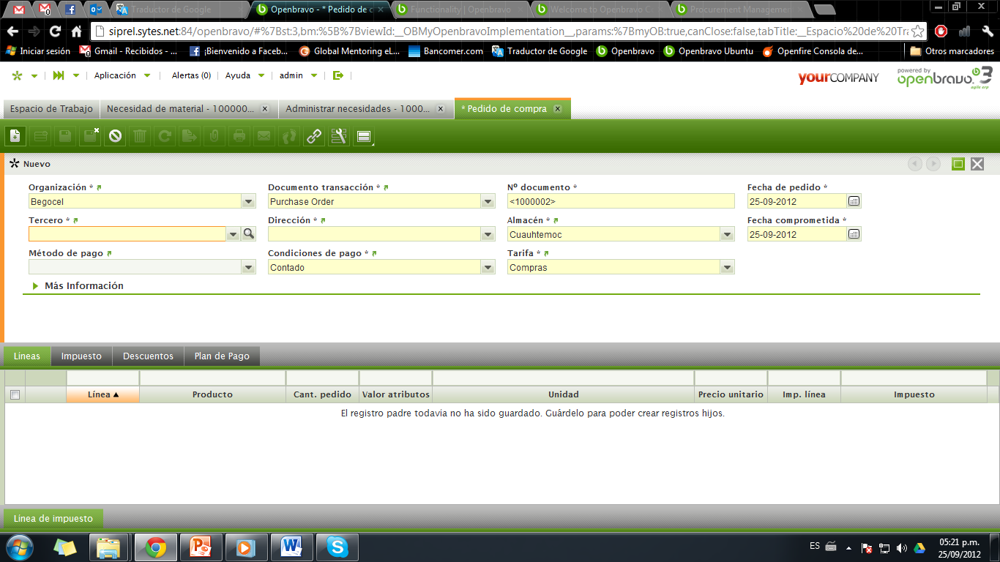 Traductor de Google
Openbravo - * Pedido de c
Functionality | Openbravo
Welcome to Openbravo C
Procurement Managemen
siprel.sytes.net:84/openbravo/#%7Bst:3,bm:%5B%7BviewId:__OBMyOpenbravoImplementation__,params:%7BmyOB:true,canClose:false,tabTitle:__Espacio%20de%20Tra
Iniciar sesión
Gmail - Recibidos - ...
¡Bienvenido a Faceb...
Global Mentoring eL...
Bancomer.com
Traductor de Google
Openbravo
Openbravo Ubuntu
Openfire Consola de...
Otros marcadores
Aplicación
Alertas (0)
Ayuda
admin
yourCOMPANY
powered by
openbravo 3
agile erp
Espacio de Trabajo
Necesidad de material - 100000...
Administrar necesidades - 1000...
* Pedido de compra
Nuevo
Organización *
Documento transacción *
Nº documento *
Fecha de pedido *
Begocel
Purchase Order
<1000002>
25-09-2012
Tercero *
Dirección *
Almacén *
Fecha comprometida *
Cuauhtemoc
25-09-2012
Método de pago
Condiciones de pago *
Tarifa *
Contado
Compras
Más Información
Lineas
Impuesto
Descuentos
Plan de Pago
Línea
Producto
Cant. pedido
Valor atributos
Unidad
Precio unitario
Imp. línea
Impuesto
El registro padre todavía no ha sido guardado. Guárdelo para poder crear registros hijos.
Línea de impuesto
ES
05:21 p.m.
25/09/2012